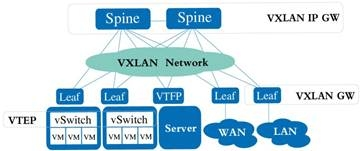 Spine Spine VXLAN IP GW
VXLAN Network
Leaf Leaf VTFP Leaf Leaf VXLAN GW
VTEP vSwitch vSwitch Server WAN LAN
VM VM VM VM VM VM